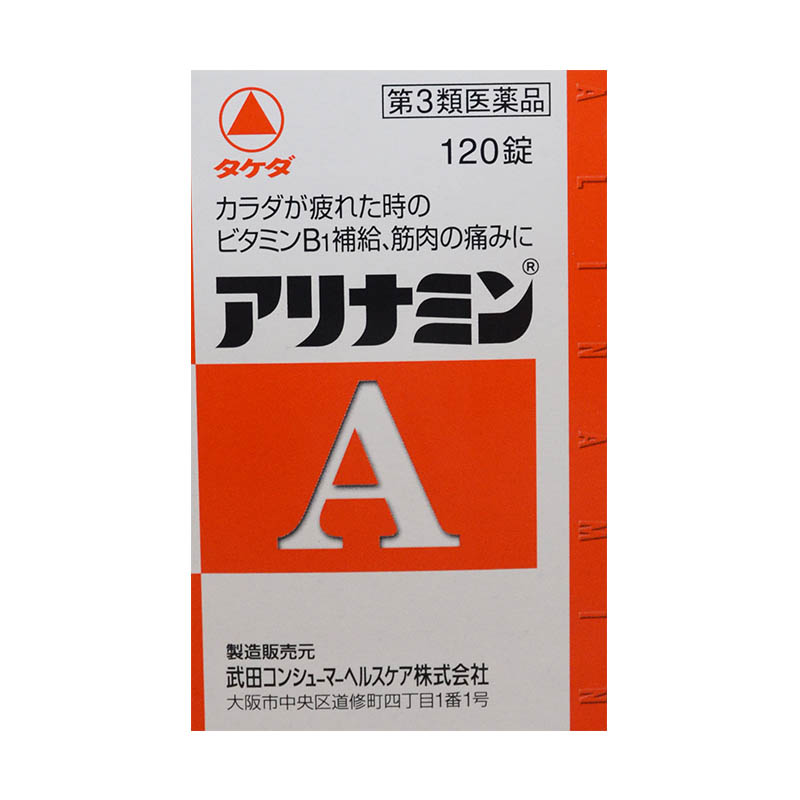 第3類医薬品
タケダ
120錠
カラダが疲れた時の
ビタミンB1補給、筋肉の痛みに
アリナミン®
A
製造販売元
武田コンシューマーヘルスケア株式会社
大阪市中央区道修町四丁目1番1号
ALINAMIN